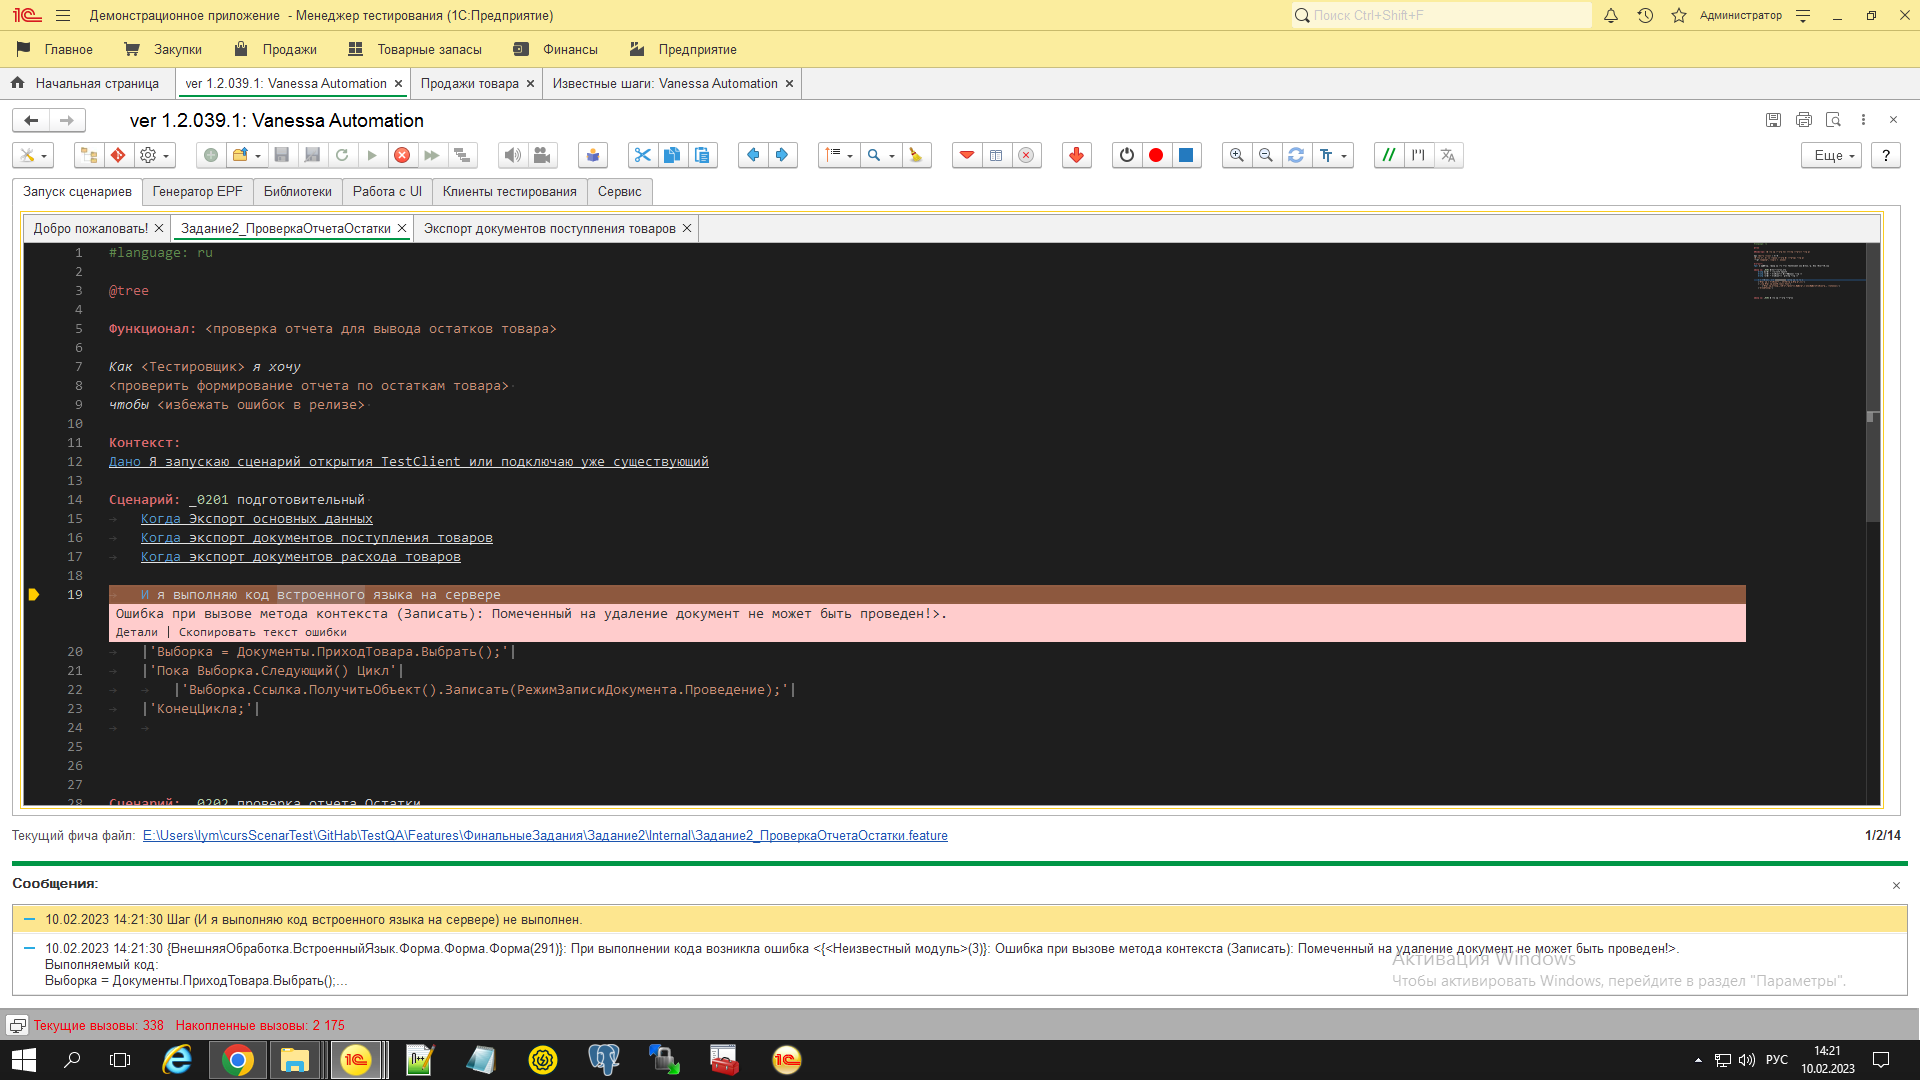 Демонстрационное приложение - Менеджер тестирования (1С:Предприятие)
Поиск Ctrl+Shift+F
Администратор
Главное
Закупки
Продажи
Товарные запасы
Финансы
Предприятие
Начальная страница
ver 1.2.039.1: Vanessa Automation
Продажи товара
Известные шаги: Vanessa Automation
ver 1.2.039.1: Vanessa Automation
Еще
?
Запуск сценариев
Генератор EPF
Библиотеки
Работа с UI
Клиенты тестирования
Сервис
Добро пожаловать!
Задание2_ПроверкаОтчетаОстатки
Экспорт документов поступления товаров
1 #language: ru
2
3 @tree
4
5 Функционал: <проверка отчета для вывода остатков товара>
6
7 Как <Тестировщик> я хочу
8 <проверить формирование отчета по остаткам товара>
9 чтобы <избежать ошибок в релизе>
10
11 Контекст:
12 Дано Я запускаю сценарий открытия TestClient или подключаю уже существующий
13
14 Сценарий: _0201 подготовительный
15 Когда Экспорт основных данных
16 Когда экспорт документов поступления товаров
17 Когда экспорт документов расхода товаров
18
19 И я выполняю код встроенного языка на сервере
Ошибка при вызове метода контекста (Записать): Помеченный на удаление документ не может быть проведен!>.
Детали | Скопировать текст ошибки
20 |'Выборка = Документы.ПриходТовара.Выбрать();'|
21 |'Пока Выборка.Следующий() Цикл'|
22 |'Выборка.Ссылка.ПолучитьОбъект().Записать(РежимЗаписиДокумента.Проведение);'|
23 |'КонецЦикла;'|
24
25
26
27
28 Сценарий: _0202 проверка отчета Остатки
Текущий фича файл: E:\Users\lym\cursScenarTest\GitHab\TestQA\Features\ФинальныеЗадания\Задание2\Internal\Задание2_ПроверкаОтчетаОстатки.feature
1/2/14
Сообщения:
10.02.2023 14:21:30 Шаг (И я выполняю код встроенного языка на сервере) не выполнен.
10.02.2023 14:21:30 {ВнешняяОбработка.ВстроенныйЯзык.Форма.Форма.Форма(291)}: При выполнении кода возникла ошибка <{<Неизвестный модуль>(3)}: Ошибка при вызове метода контекста (Записать): Помеченный на удаление документ не может быть проведен!>.
Выполняемый код:
Выборка = Документы.ПриходТовара.Выбрать();...
Активация Windows
Чтобы активировать Windows, перейдите в раздел "Параметры".
Текущие вызовы: 338 Накопленные вызовы: 2 175
РУС
14:21
10.02.2023